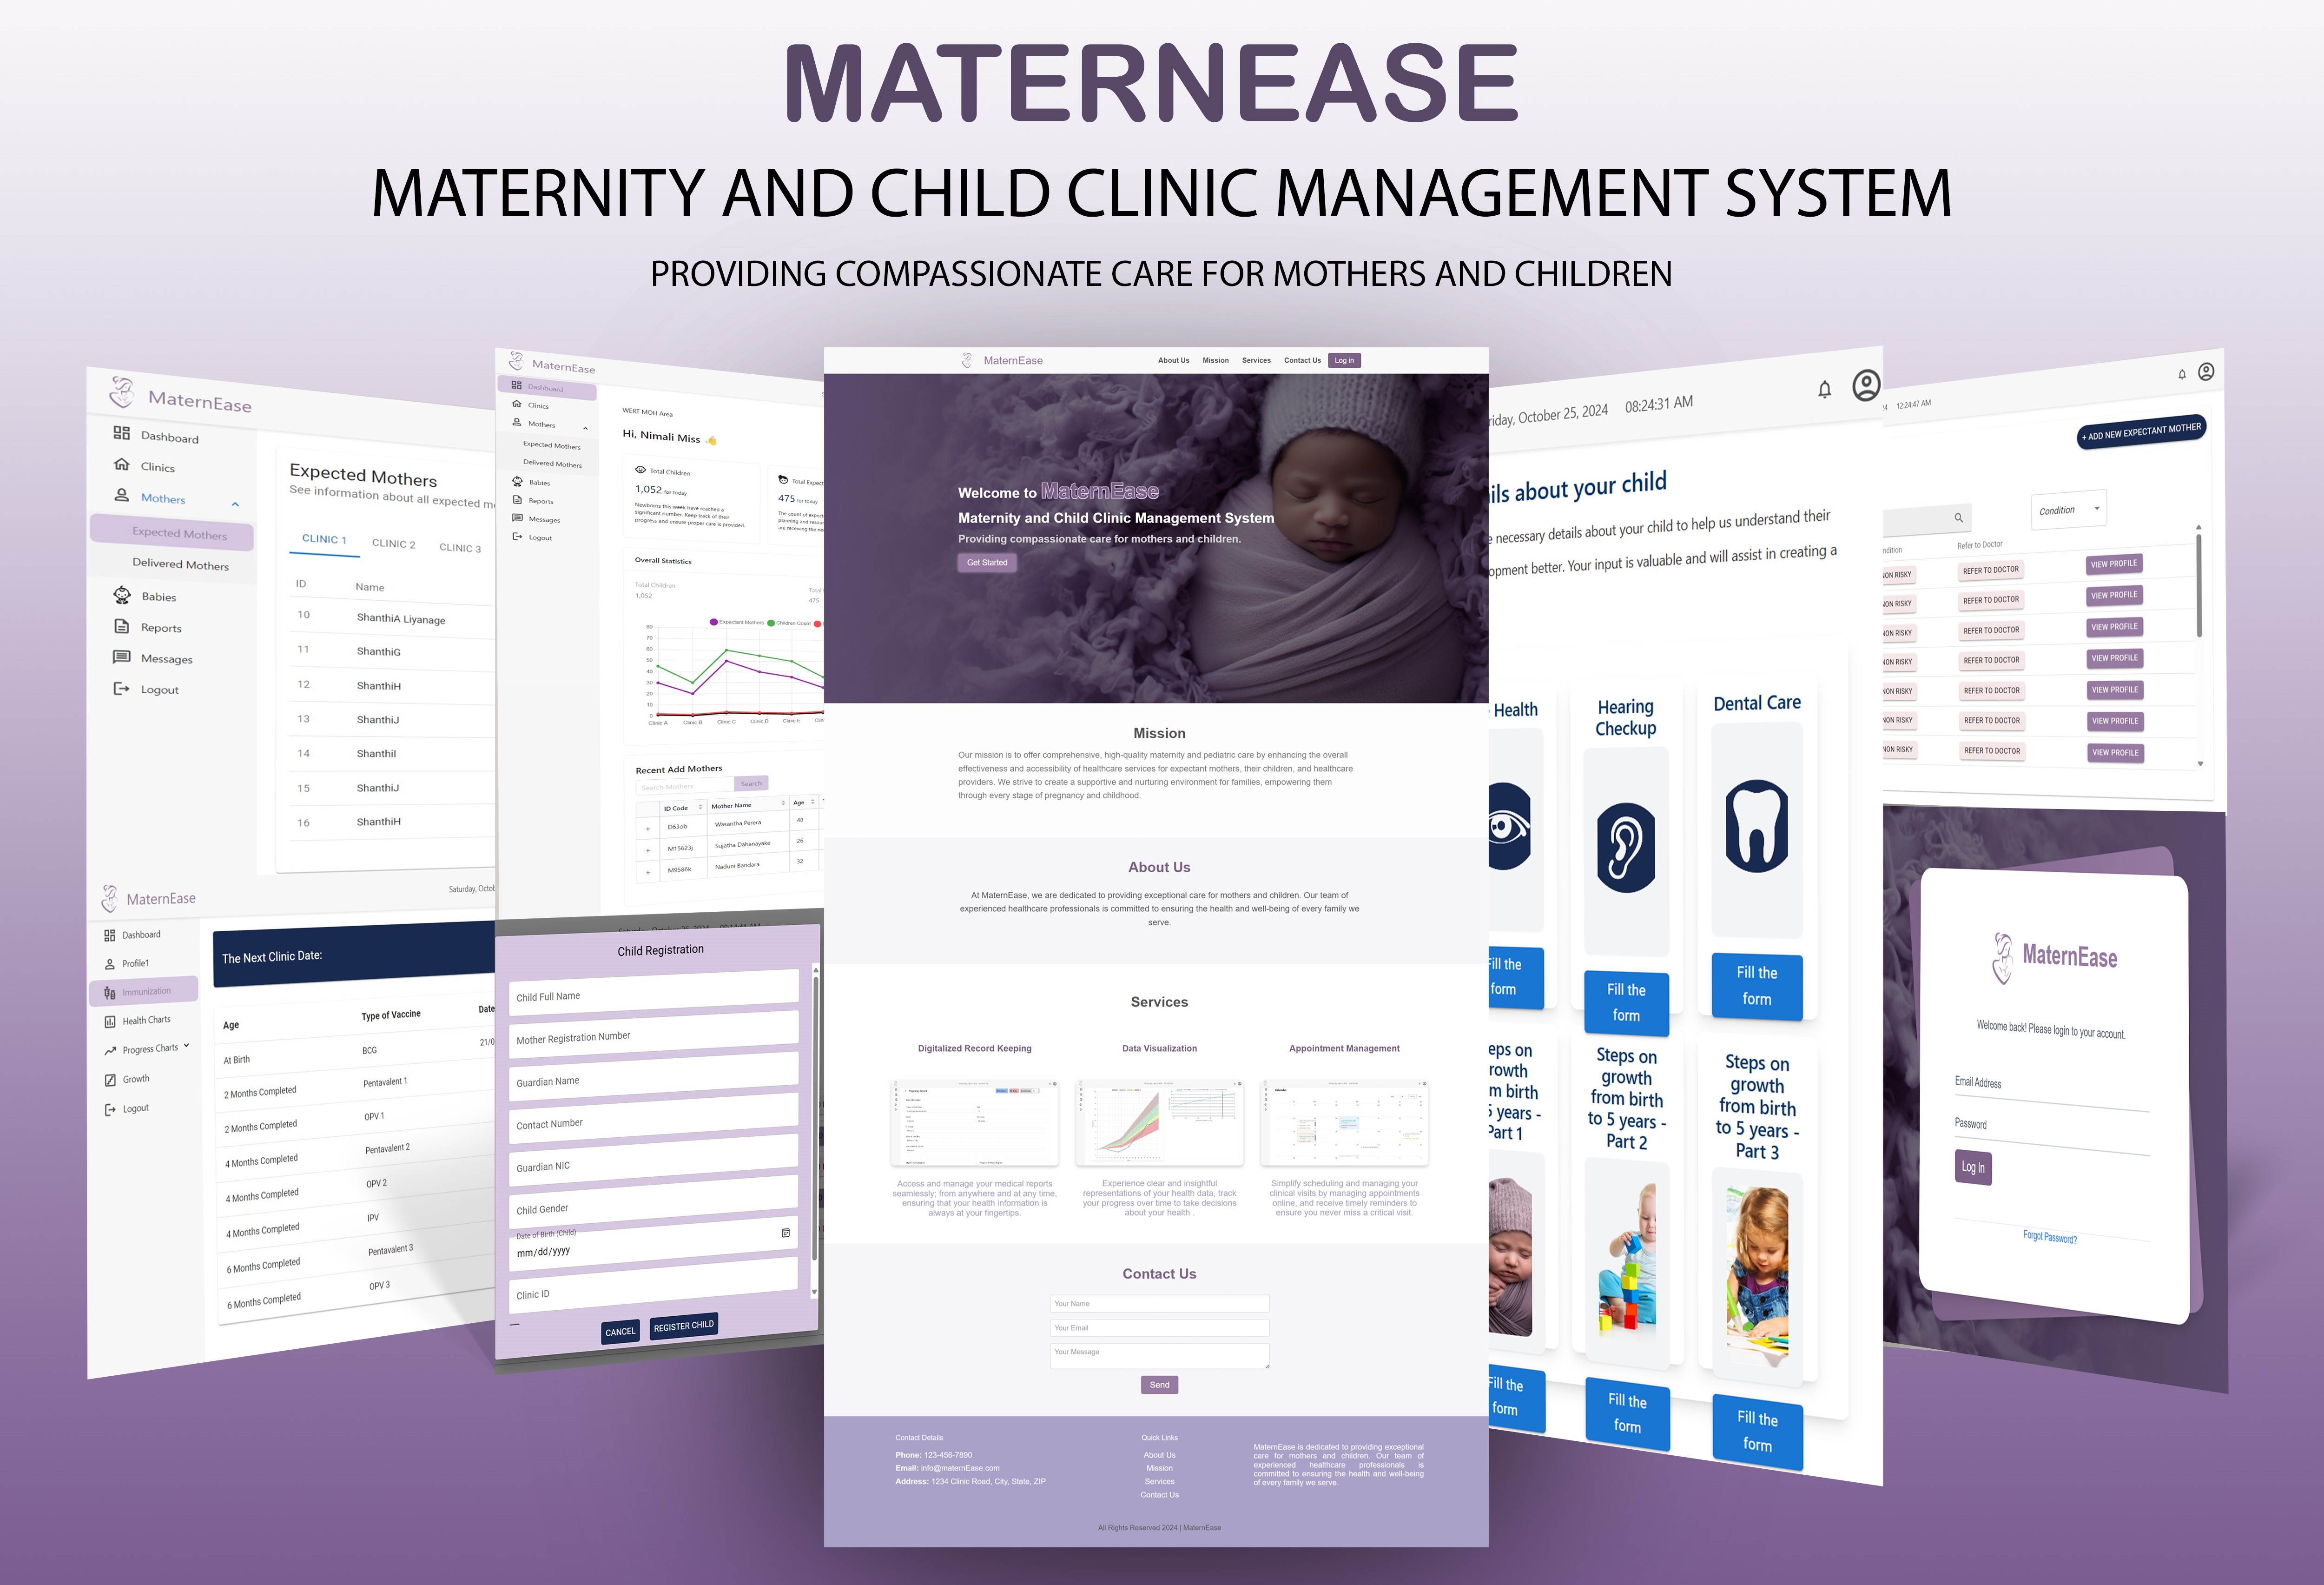 MATERNEASE
MATERNITY AND CHILD CLINIC MANAGEMENT SYSTEM
PROVIDING COMPASSIONATE CARE FOR MOTHERS AND CHILDREN
MaternEase
Dashboard
Clinics
Mothers
Expected Mothers
Delivered Mothers
Babies
Reports
Messages
Logout
Expected Mothers
See information about all expected
CLINIC 1 CLINIC 2 CLINIC 3
ID Name
10 ShanthiA Liyanage
11 ShanthiG
12 ShanthiH
13 ShanthiJ
14 ShanthiI
15 ShanthiJ
16 ShanthiH
MaternEase
Saturday,
Dashboard
Profile1
Immunization
Health Charts
Progress Charts
Growth
Logout
The Next Clinic Date:
Age Type of Vaccine Date
At Birth BCG 21/0
2 Months Completed Pentavalent 1
2 Months Completed OPV 1
4 Months Completed Pentavalent 2
4 Months Completed OPV 2
4 Months Completed IPV
6 Months Completed Pentavalent 3
6 Months Completed OPV 3
MaternEase
Dashboard
Clinics
Mothers
Expected Mothers
Delivered Mothers
Babies
Reports
Messages
Logout
WERT MOH Area
Hi, Nimali Miss
Total Children
1,052 for today
Newborns this week have reached a
significant number. Keep track of their
progress and ensure proper care is provided.
Total Expect
475 for today
The count of expect
planning and resour
are receiving the ne
Overall Statistics
Total Children
1,052
Total
475
Expectant Mothers Children Count
80
70
60
50
40
30
20
10
0
Clinic A Clinic B Clinic C Clinic D Clinic E Clin
Recent Add Mothers
Search Mothers Search
ID Code Mother Name Age
+ D63ob Wasantha Perera 48
+ M15623j Sujatha Dahanayake 26
+ M9586k Naduni Bandara 32
Child Registration
Child Full Name
Mother Registration Number
Guardian Name
Contact Number
Guardian NIC
Child Gender
Date of Birth (Child)
mm/dd/yyyy
Clinic ID
CANCEL REGISTER CHILD
MaternEase
About Us Mission Services Contact Us Log in
Welcome to MaternEase
Maternity and Child Clinic Management System
Providing compassionate care for mothers and children.
Get Started
Mission
Our mission is to offer comprehensive, high-quality maternity and pediatric care by enhancing the overall
effectiveness and accessibility of healthcare services for expectant mothers, their children, and healthcare
providers. We strive to create a supportive and nurturing environment for families, empowering them
through every stage of pregnancy and childhood.
About Us
At MaternEase, we are dedicated to providing exceptional care for mothers and children. Our team of
experienced healthcare professionals is committed to ensuring the health and well-being of every family we
serve.
Services
Digitalized Record Keeping
Access and manage your medical reports
seamlessly; from anywhere and at any time,
ensuring that your health information is
always at your fingertips.
Data Visualization
Experience clear and insightful
representations of your health data, track
your progress over time to take decisions
about your health .
Appointment Management
Simplify scheduling and managing your
clinical visits by managing appointments
online, and receive timely reminders to
ensure you never miss a critical visit.
Contact Us
Your Name
Your Email
Your Message
Send
Contact Details
Phone: 123-456-7890
Email: info@maternEase.com
Address: 1234 Clinic Road, City, State, ZIP
Quick Links
About Us
Mission
Services
Contact Us
MaternEase is dedicated to providing exceptional
care for mothers and children. Our team of
experienced healthcare professionals is
committed to ensuring the health and well-being
of every family we serve.
All Rights Reserved 2024 | MaternEase
riday, October 25, 2024 08:24:31 AM
ils about your child
e necessary details about your child to help us understand their
opment better. Your input is valuable and will assist in creating a
Health
Fill the
form
Hearing
Checkup
Fill the
form
Dental Care
Fill the
form
eps on
rowth
m birth
5 years -
Part 1
Fill the
form
Steps on
growth
from birth
to 5 years -
Part 2
Fill the
form
Steps on
growth
from birth
to 5 years -
Part 3
Fill the
form
24 12:24:47 AM
+ ADD NEW EXPECTANT MOTHER
Condition
ndition Refer to Doctor
NON RISKY REFER TO DOCTOR VIEW PROFILE
NON RISKY REFER TO DOCTOR VIEW PROFILE
NON RISKY REFER TO DOCTOR VIEW PROFILE
NON RISKY REFER TO DOCTOR VIEW PROFILE
NON RISKY REFER TO DOCTOR VIEW PROFILE
NON RISKY REFER TO DOCTOR VIEW PROFILE
NON RISKY REFER TO DOCTOR VIEW PROFILE
MaternEase
Welcome back! Please login to your account.
Email Address
Password
Log In
Forgot Password?